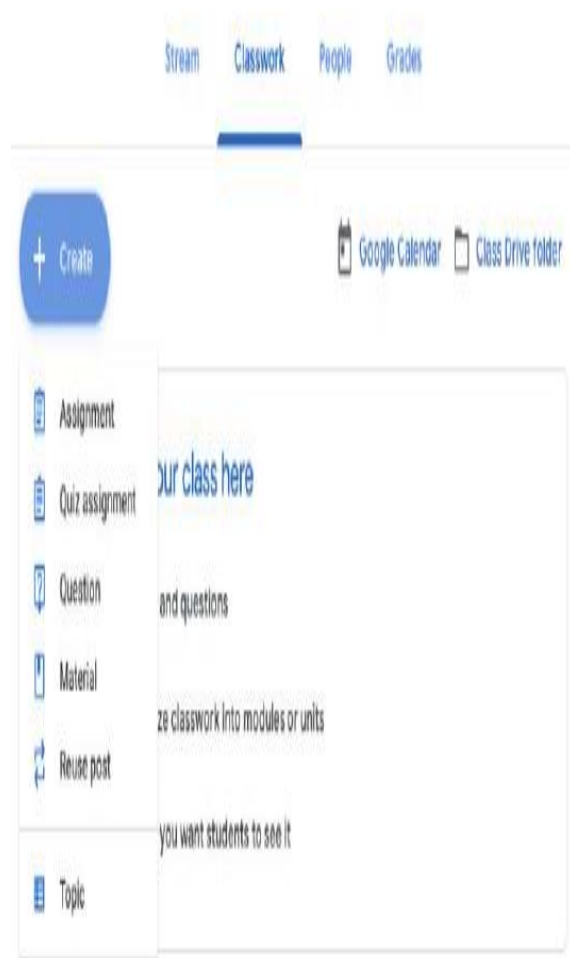 Stream Classwork People Grades
+ Create
Google Calendar Class Drive folder
Assignment
our class here
Quiz assignment
Question
and questions
Material
ze classwork into modules or units
Reuse post
you want students to see it
Topic